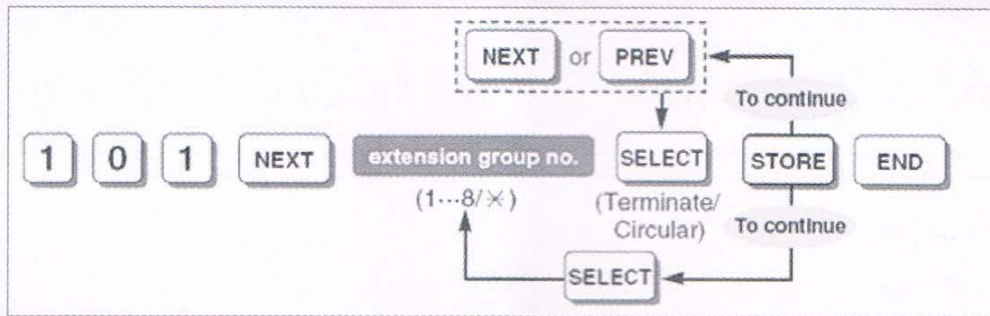 NEXT or PREV
To continue
1 0 1 NEXT extension group no. SELECT STORE END
(1···8/✳) (Terminate/
Circular) To continue
SELECT